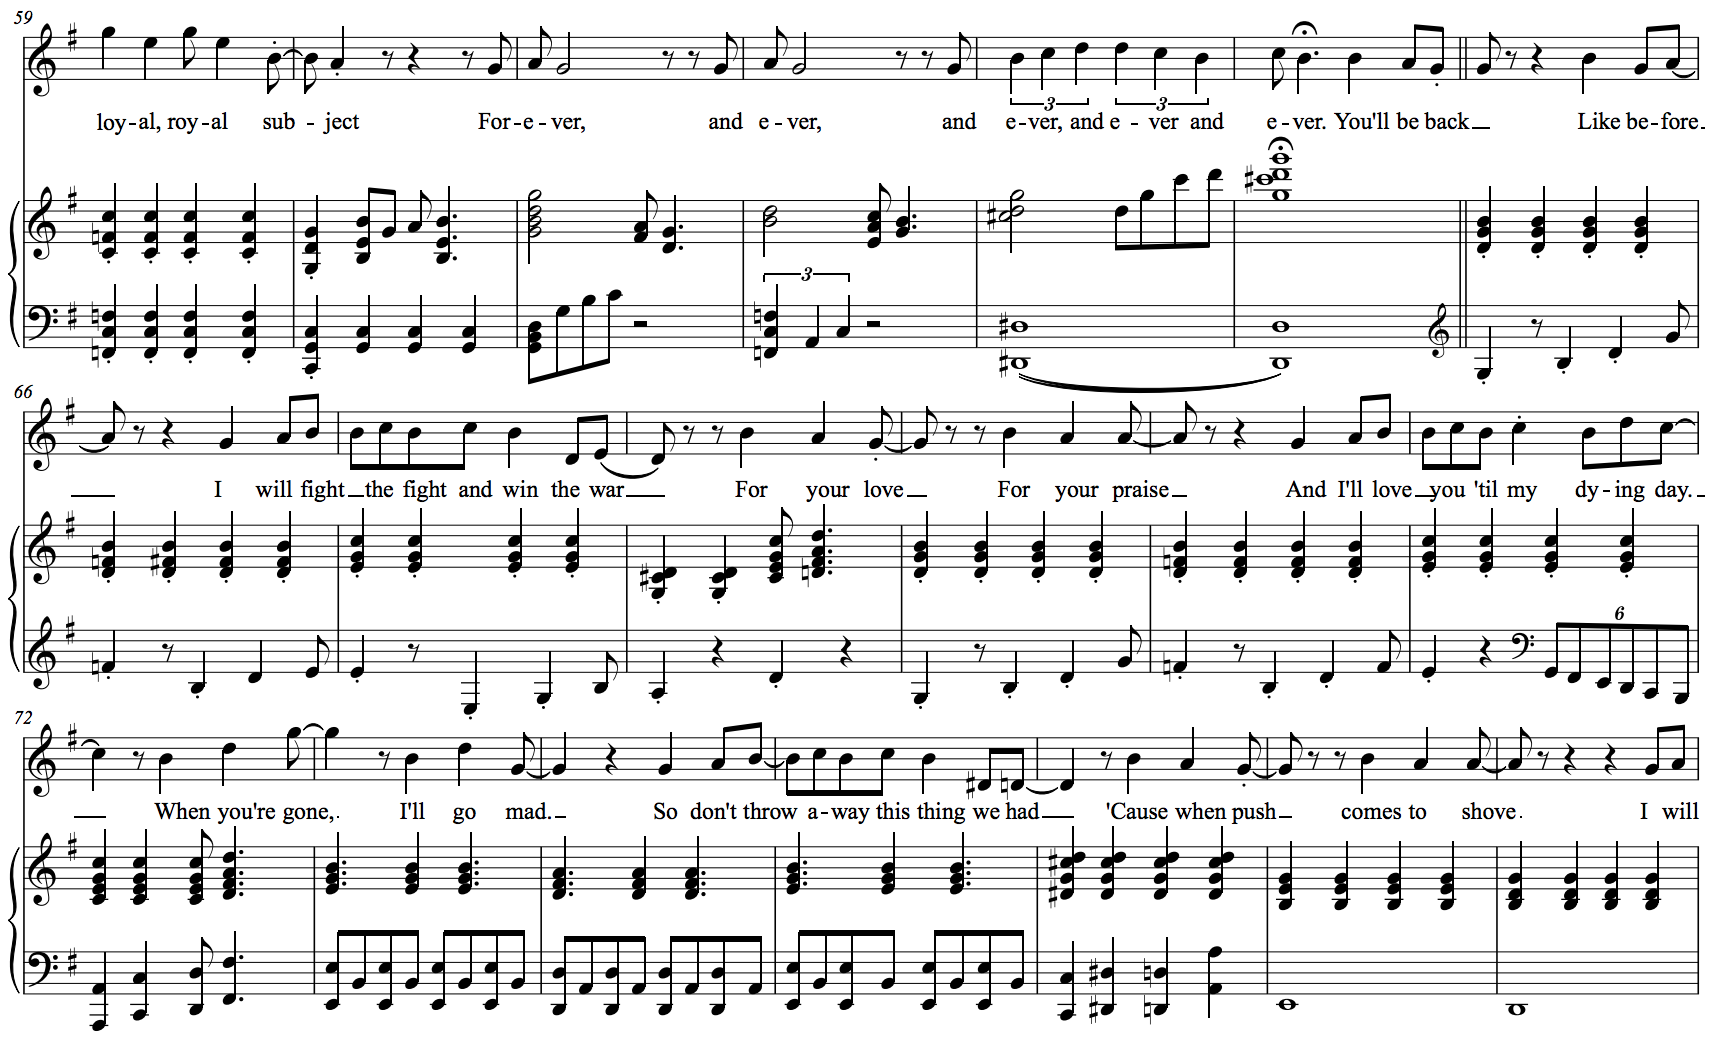 59
loy-al, roy-al sub - ject For-e-ver, and e-ver, and e-ver, and e - ver and e-ver. You'll be back Like be-fore.
3
3
3
66
I will fight the fight and win the war For your love For your praise And I'll love you 'til my dy-ing day.
6
72
When you're gone, I'll go mad. So don't throw a-way this thing we had 'Cause when push comes to shove. I will